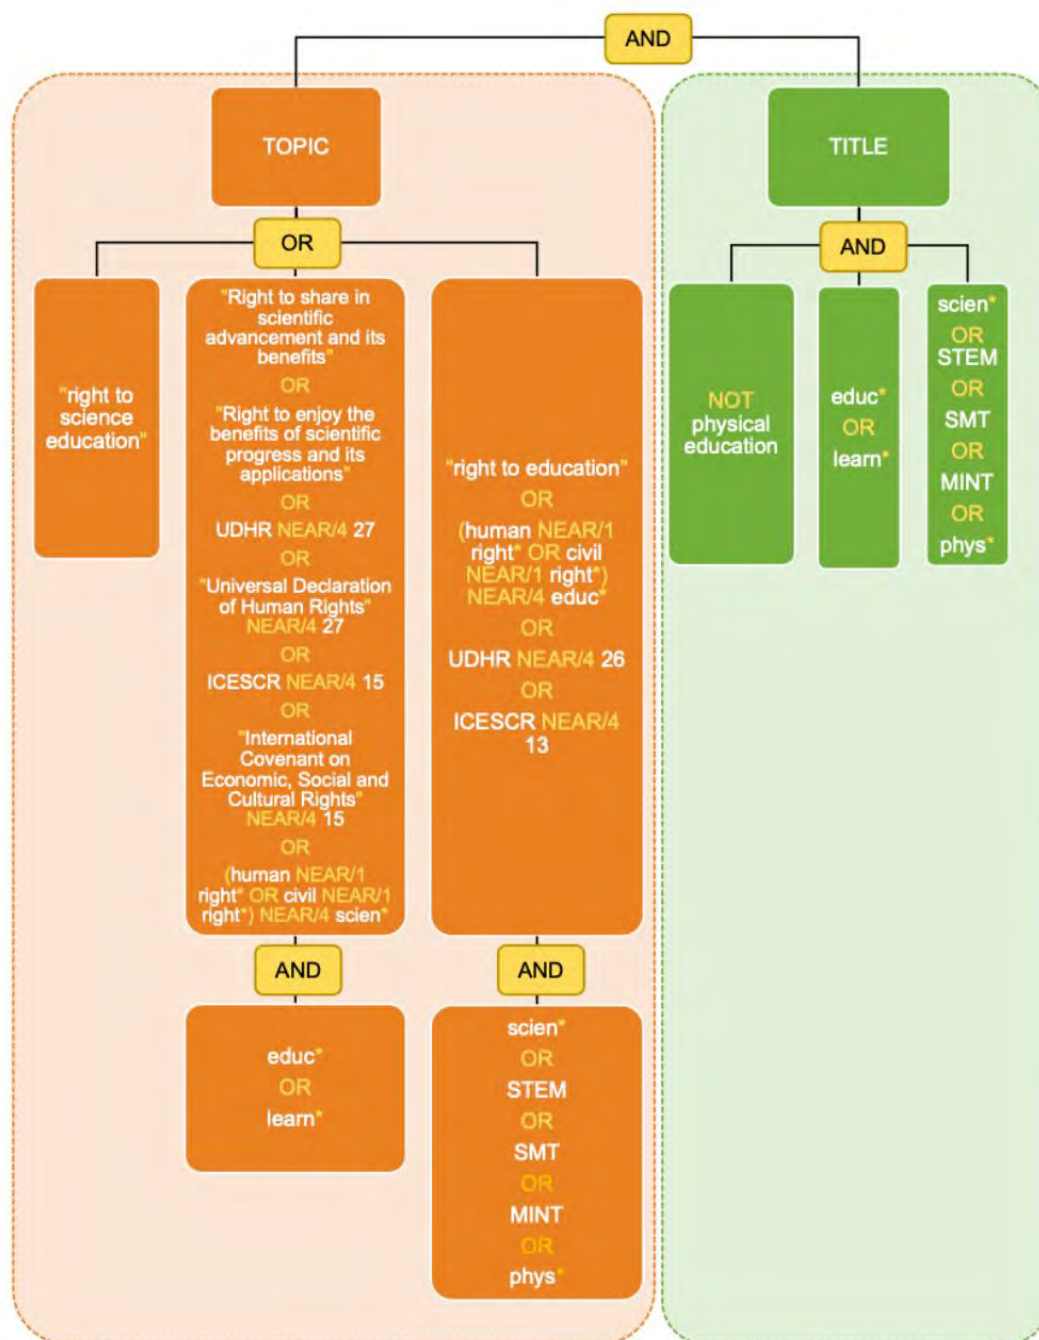 AND
TOPIC
OR
"right to
science
education"
"Right to share in
scientific
advancement and its
benefits"
OR
"Right to enjoy the
benefits of scientific
progress and its
applications"
OR
UDHR NEAR/4 27
OR
"Universal Declaration
of Human Rights"
NEAR/4 27
OR
ICESCR NEAR/4 15
OR
"International
Covenant on
Economic, Social and
Cultural Rights"
NEAR/4 15
OR
(human NEAR/1
right* OR civil NEAR/1
right*) NEAR/4 scien*
AND
educ*
OR
learn*
"right to education"
OR
(human NEAR/1
right* OR civil
NEAR/1 right*)
NEAR/4 educ*
OR
UDHR NEAR/4 26
OR
ICESCR NEAR/4
13
AND
scien*
OR
STEM
OR
SMT
OR
MINT
OR
phys*
TITLE
AND
NOT
physical
education
educ*
OR
learn*
scien*
OR
STEM
OR
SMT
OR
MINT
OR
phys*